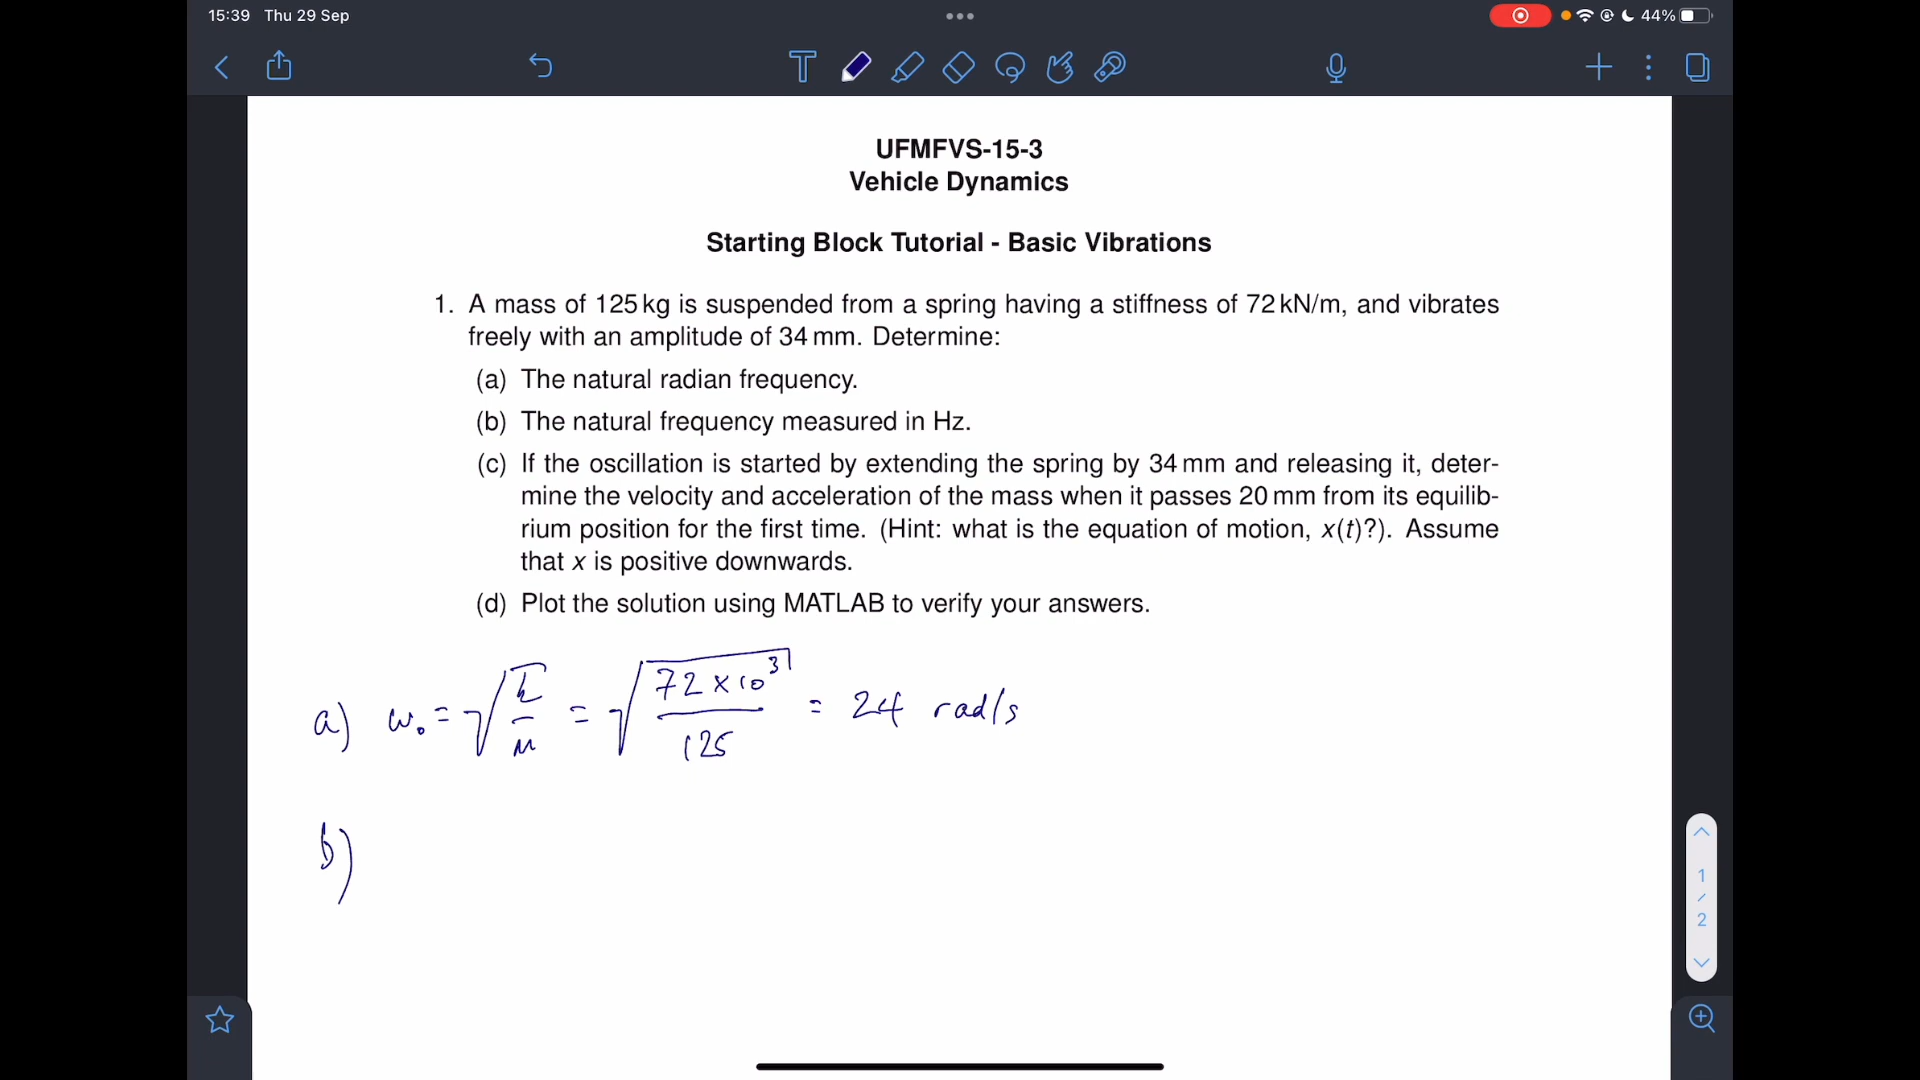 15:39 Thu 29 Sep
44%
UFMFVS-15-3
Vehicle Dynamics
Starting Block Tutorial - Basic Vibrations
1. A mass of 125 kg is suspended from a spring having a stiffness of 72 kN/m, and vibrates
freely with an amplitude of 34 mm. Determine:
(a) The natural radian frequency.
(b) The natural frequency measured in Hz.
(c) If the oscillation is started by extending the spring by 34 mm and releasing it, deter-
mine the velocity and acceleration of the mass when it passes 20 mm from its equilib-
rium position for the first time. (Hint: what is the equation of motion, x(t)?). Assume
that x is positive downwards.
(d) Plot the solution using MATLAB to verify your answers.
a) ω₀ = √(k/m) = √(72 × 10³/125) = 24 rad/s
b)
1
/
2